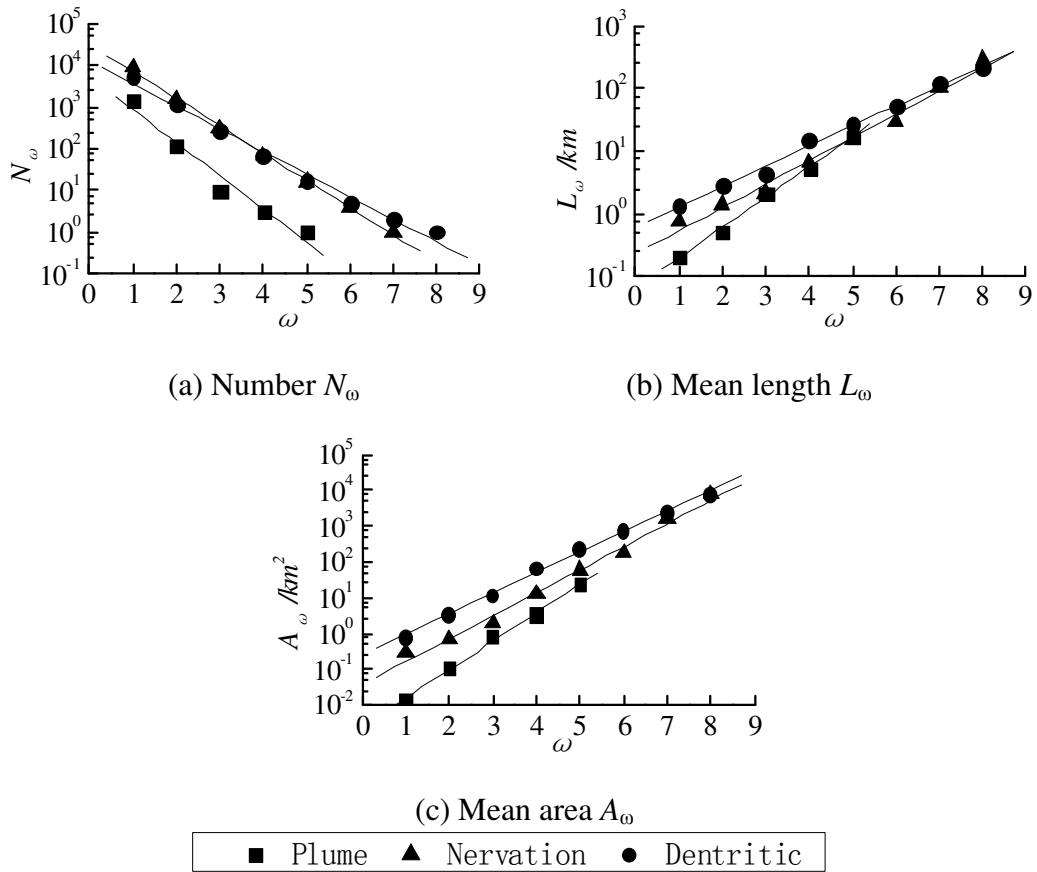 10^5
10^4
10^3
10^2
10^1
10^0
10^-1
N_ω
0 1 2 3 4 5 6 7 8 9
ω
(a) Number N_ω
10^3
10^2
10^1
10^0
10^-1
L_ω/km
0 1 2 3 4 5 6 7 8 9
ω
(b) Mean length L_ω
10^5
10^4
10^3
10^2
10^1
10^0
10^-1
10^-2
A_ω/km^2
0 1 2 3 4 5 6 7 8 9
ω
(c) Mean area A_ω
Plume Nervation Dentritic